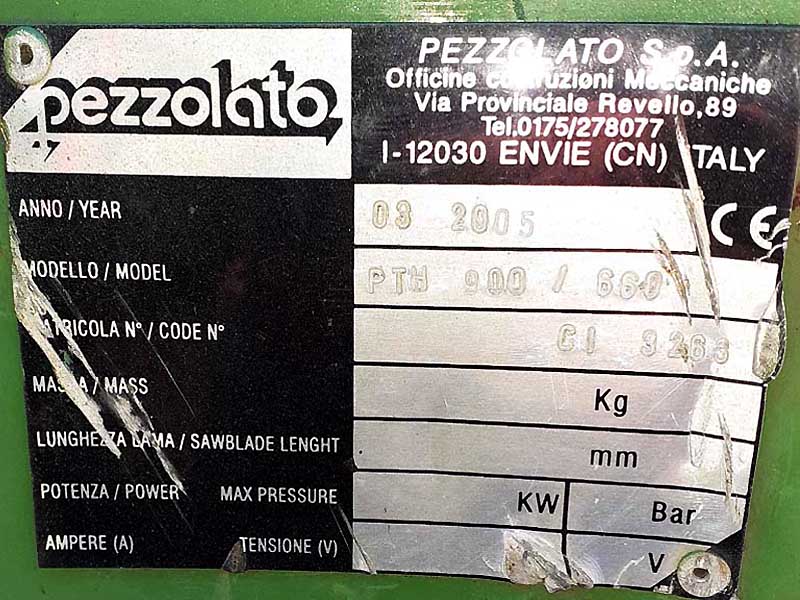 pezzolato
PEZZOLATO S.p.A.
Officine costruzioni Meccaniche
Via Provinciale Revello,89
Tel.0175/278077
I-12030 ENVIE (CN) ITALY
ANNO / YEAR 03 2005 CE
MODELLO / MODEL PTH 900 / 660
MATRICOLA N° / CODE N° CI 3263
MASSA / MASS Kg
LUNGHEZZA LAMA / SAWBLADE LENGHT mm
POTENZA / POWER MAX PRESSURE KW Bar
AMPERE (A) TENSIONE (V) V